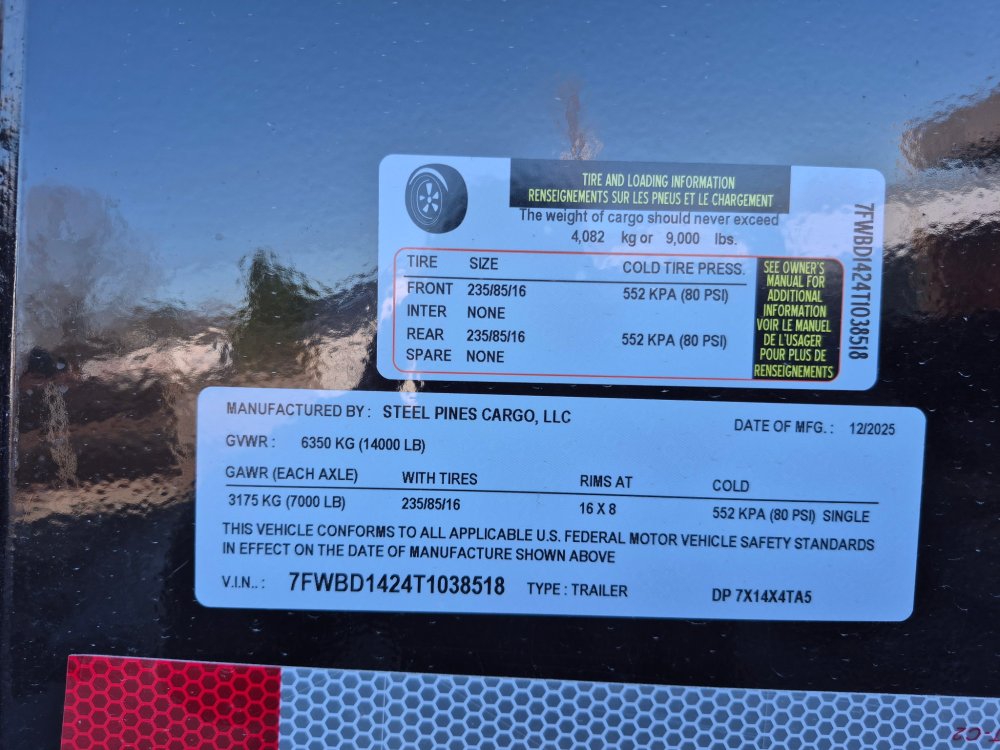 TIRE AND LOADING INFORMATION
RENSEIGNEMENTS SUR LES PNEUS ET LE CHARGEMENT
The weight of cargo should never exceed
4,082 kg or 9,000 lbs.
TIRE SIZE COLD TIRE PRESS.
FRONT 235/85/16 552 KPA (80 PSI)
INTER NONE
REAR 235/85/16 552 KPA (80 PSI)
SPARE NONE
SEE OWNER'S
MANUAL FOR
ADDITIONAL
INFORMATION
VOIR LE MANUEL
DE L'USAGER
POUR PLUS DE
RENSEIGNEMENTS
7FWBD1424T1038518
MANUFACTURED BY : STEEL PINES CARGO, LLC DATE OF MFG. : 12/2025
GVWR : 6350 KG (14000 LB)
GAWR (EACH AXLE) WITH TIRES RIMS AT COLD
3175 KG (7000 LB) 235/85/16 16 X 8 552 KPA (80 PSI) SINGLE
THIS VEHICLE CONFORMS TO ALL APPLICABLE U.S. FEDERAL MOTOR VEHICLE SAFETY STANDARDS
IN EFFECT ON THE DATE OF MANUFACTURE SHOWN ABOVE
V.I.N.. : 7FWBD1424T1038518 TYPE : TRAILER DP 7X14X4TA5